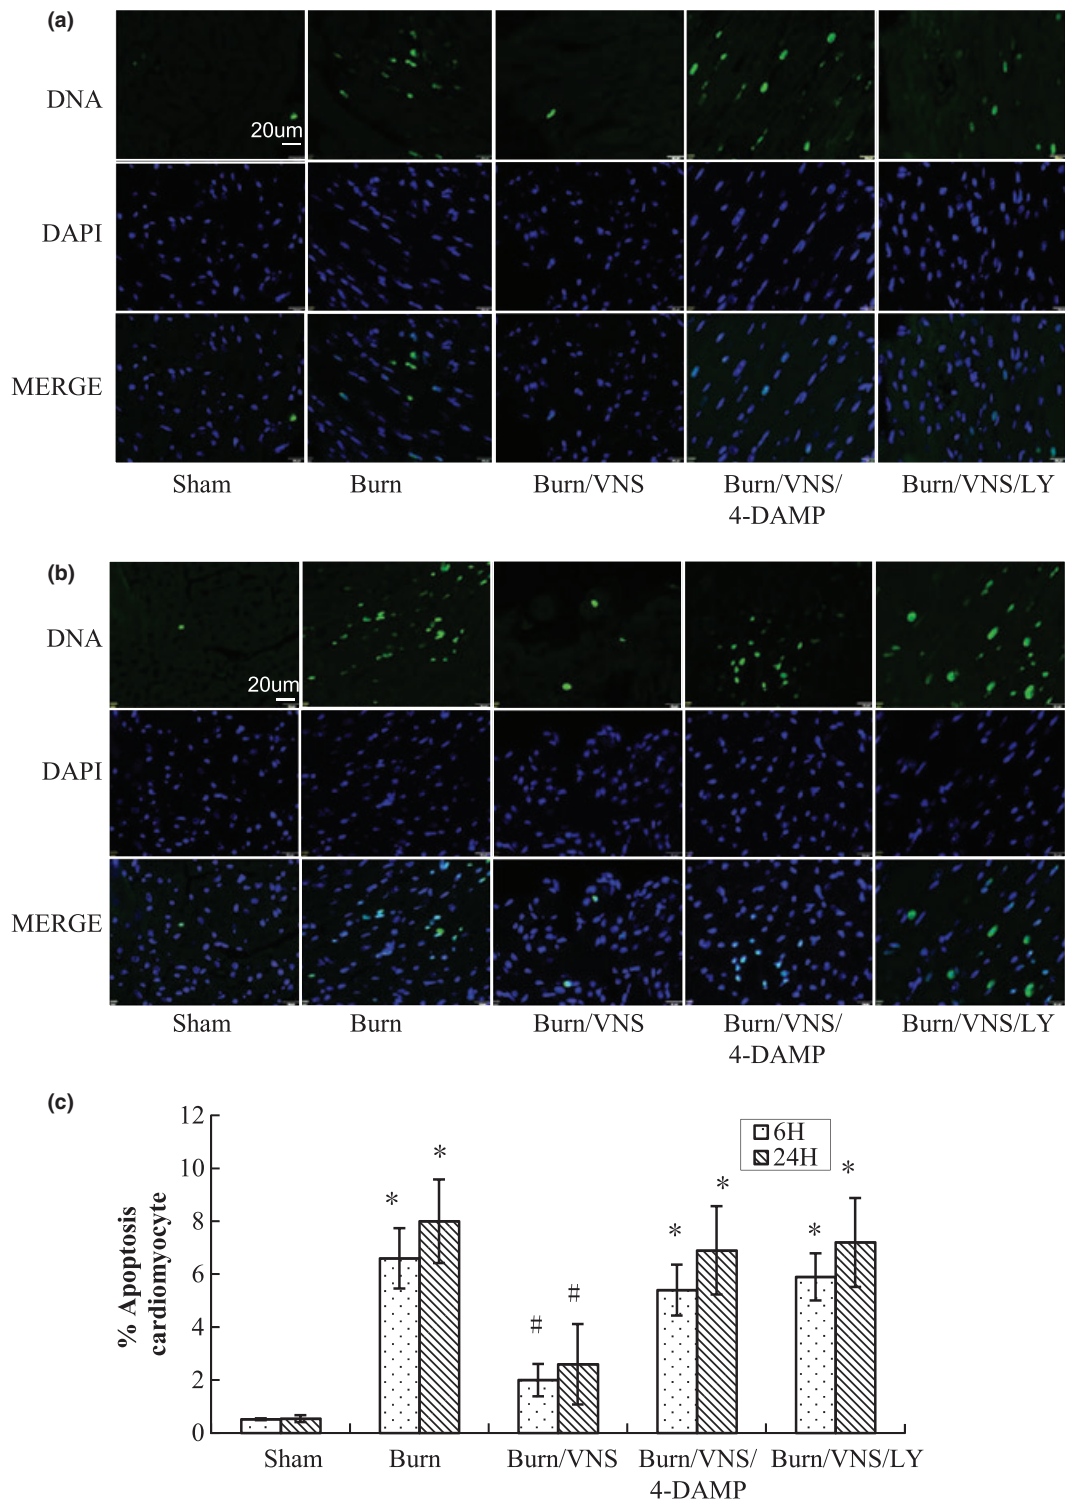 (a)
DNA
20um
DAPI
MERGE
Sham Burn Burn/VNS Burn/VNS/ Burn/VNS/LY
4-DAMP
(b)
DNA
20um
DAPI
MERGE
Sham Burn Burn/VNS Burn/VNS/ Burn/VNS/LY
4-DAMP
(c)
% Apoptosis
cardiomyocyte
12
10
8
6
4
2
0
6H
24H
* * # # * * * *
Sham Burn Burn/VNS Burn/VNS/ Burn/VNS/LY
4-DAMP